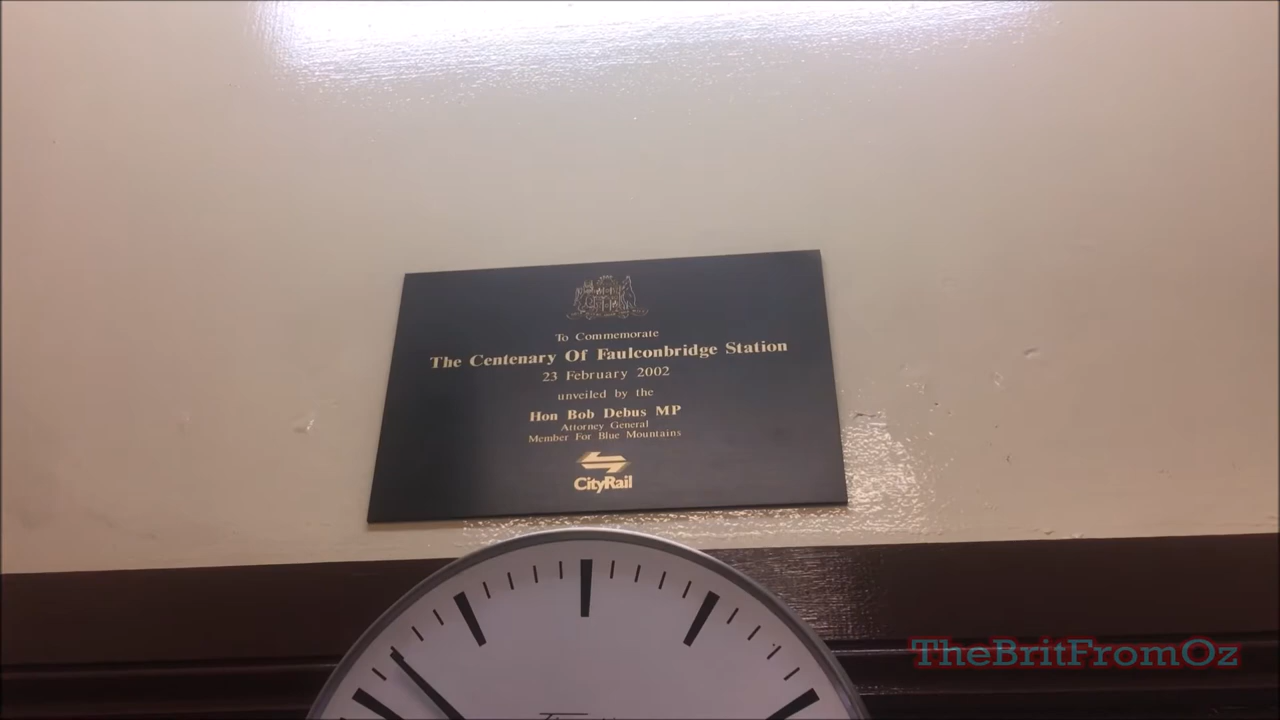 To Commemorate
The Centenary Of Faulconbridge Station
23 February 2002
unveiled by the
Hon Bob Debus MP
Attorney General
Member For Blue Mountains
CityRail
TheBritFromOz